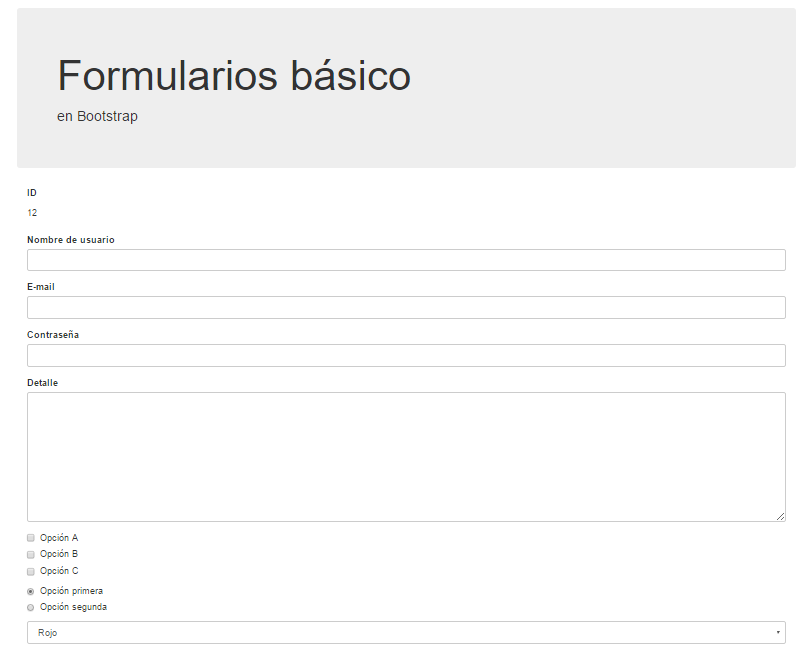 Formularios básico
en Bootstrap
ID
12
Nombre de usuario
E-mail
Contraseña
Detalle
Opción A
Opción B
Opción C
Opción primera
Opción segunda
Rojo